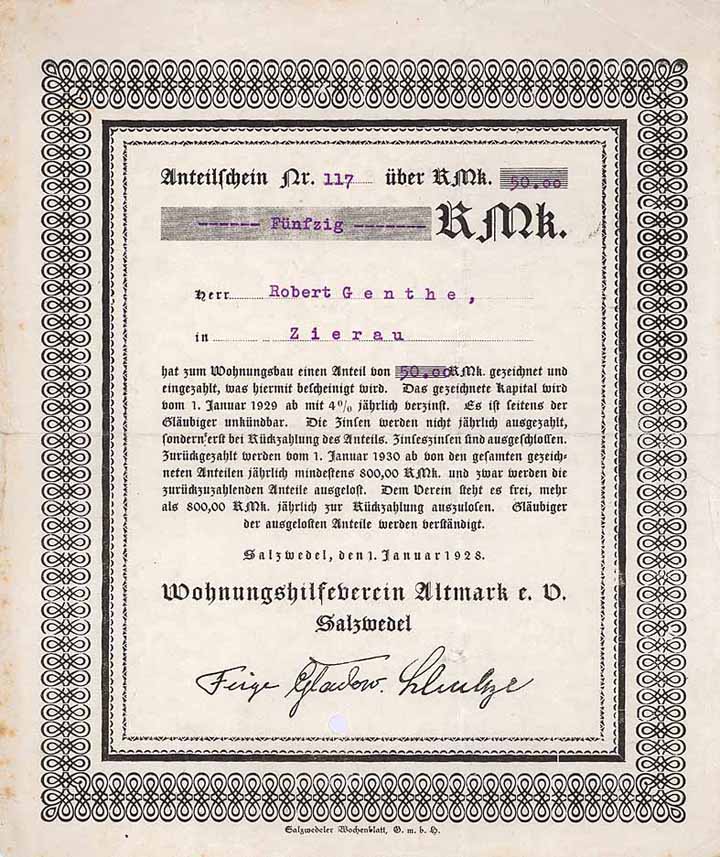 Anteilschein Nr. 117 über RMk. 50.00
------ Fünfzig ------- RMk.
Herr Robert Genthe,
in Zierau
hat zum Wohnungsbau einen Anteil von 50.00 RMk. gezeichnet und
eingezahlt, was hiermit bescheinigt wird. Das gezeichnete Kapital wird
vom 1. Januar 1929 ab mit 4% jährlich verzinst. Es ist seitens der
Gläubiger unkündbar. Die Zinsen werden nicht jährlich ausgezahlt,
sondern erst bei Rückzahlung des Anteils. Zinseszinsen sind ausgeschlossen.
Zurückgezahlt werden vom 1. Januar 1930 ab von den gesamten gezeich-
neten Anteilen jährlich mindestens 800,00 RMk. und zwar werden die
zurückzuzahlenden Anteile ausgelost. Dem Verein steht es frei, mehr
als 800,00 RMk. jährlich zur Rückzahlung auszulosen. Gläubiger
der ausgelosten Anteile werden verständigt.
Salzwedel, den 1. Januar 1928.
Wohnungshilfeverein Altmark e. V.
Salzwedel
Feige Gladow. Schultze
Salzwedeler Wochenblatt, G. m. b. H.